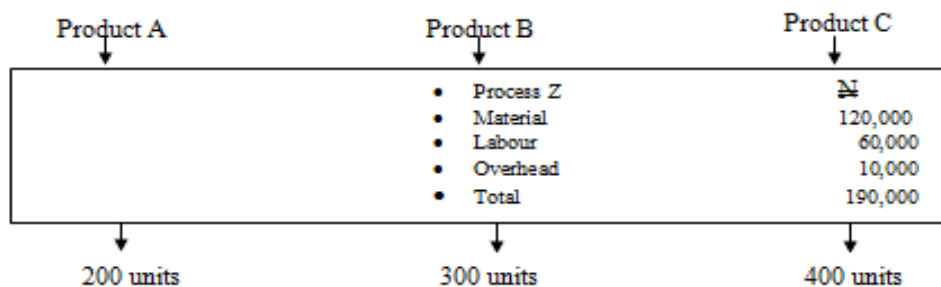 Product A Product B Product C
• Process Z ₦
• Material 120,000
• Labour 60,000
• Overhead 10,000
• Total 190,000
200 units 300 units 400 units